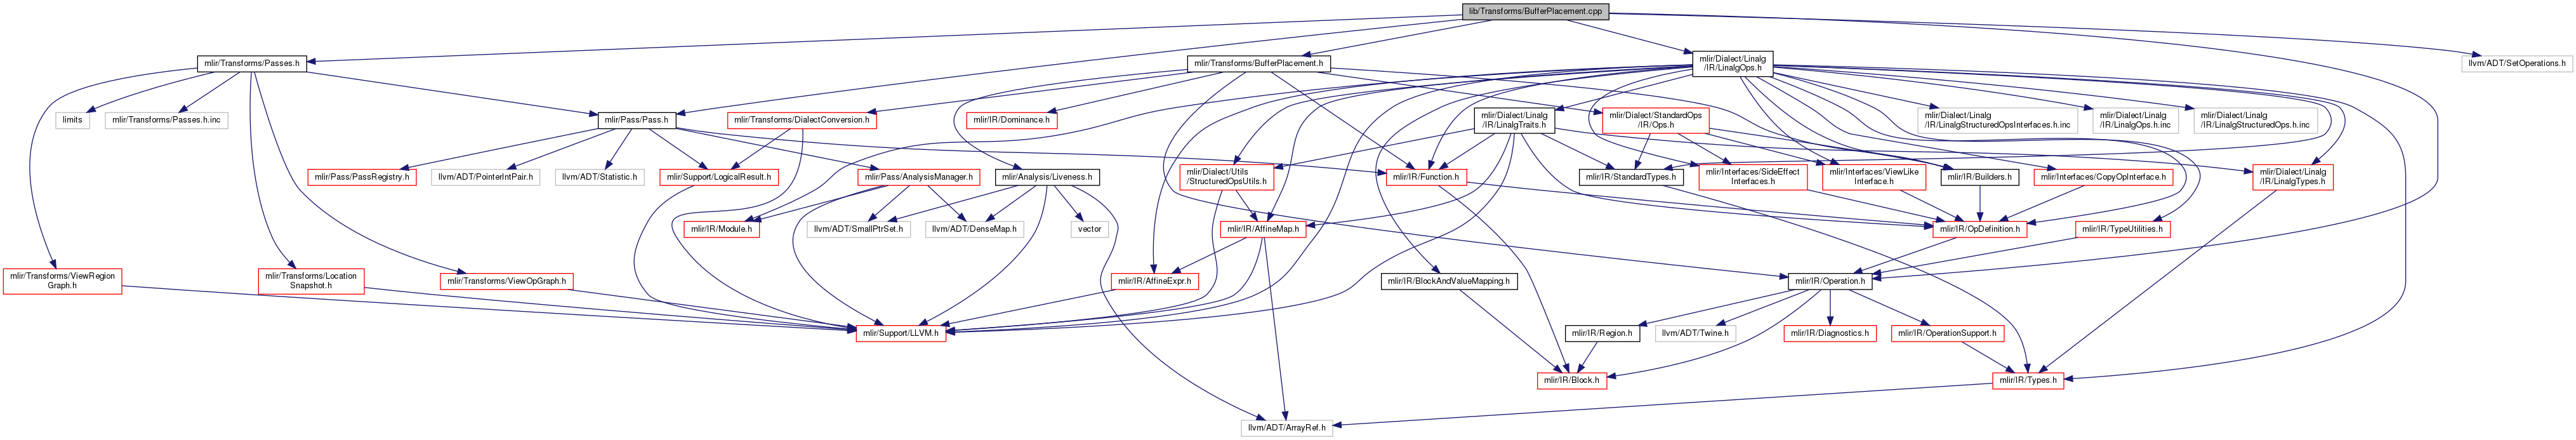 lib/Transforms/BufferPlacement.cpp
mlir/Transforms/Passes.h
mlir/Transforms/BufferPlacement.h
mlir/Dialect/Linalg
/IR/LinalgOps.h
llvm/ADT/SetOperations.h
limits
mlir/Transforms/Passes.h.inc
mlir/Pass/Pass.h
mlir/Transforms/DialectConversion.h
mlir/IR/Dominance.h
mlir/Dialect/Linalg
/IR/LinalgTraits.h
mlir/Dialect/StandardOps
/IR/Ops.h
mlir/Dialect/Linalg
/IR/LinalgStructuredOpsInterfaces.h.inc
mlir/Dialect/Linalg
/IR/LinalgOps.h.inc
mlir/Dialect/Linalg
/IR/LinalgStructuredOps.h.inc
mlir/Pass/PassRegistry.h
llvm/ADT/PointerIntPair.h
llvm/ADT/Statistic.h
mlir/Support/LogicalResult.h
mlir/Pass/AnalysisManager.h
mlir/Analysis/Liveness.h
mlir/Dialect/Utils
/StructuredOpsUtils.h
mlir/IR/Function.h
mlir/IR/StandardTypes.h
mlir/Interfaces/SideEffect
Interfaces.h
mlir/Interfaces/ViewLike
Interface.h
mlir/IR/Builders.h
mlir/Interfaces/CopyOpInterface.h
mlir/Dialect/Linalg
/IR/LinalgTypes.h
mlir/IR/Module.h
llvm/ADT/SmallPtrSet.h
llvm/ADT/DenseMap.h
vector
mlir/IR/AffineMap.h
mlir/IR/OpDefinition.h
mlir/IR/TypeUtilities.h
mlir/Transforms/ViewRegion
Graph.h
mlir/Transforms/Location
Snapshot.h
mlir/Transforms/ViewOpGraph.h
mlir/IR/AffineExpr.h
mlir/IR/BlockAndValueMapping.h
mlir/IR/Operation.h
mlir/Support/LLVM.h
mlir/IR/Region.h
llvm/ADT/Twine.h
mlir/IR/Diagnostics.h
mlir/IR/OperationSupport.h
mlir/IR/Block.h
mlir/IR/Types.h
llvm/ADT/ArrayRef.h